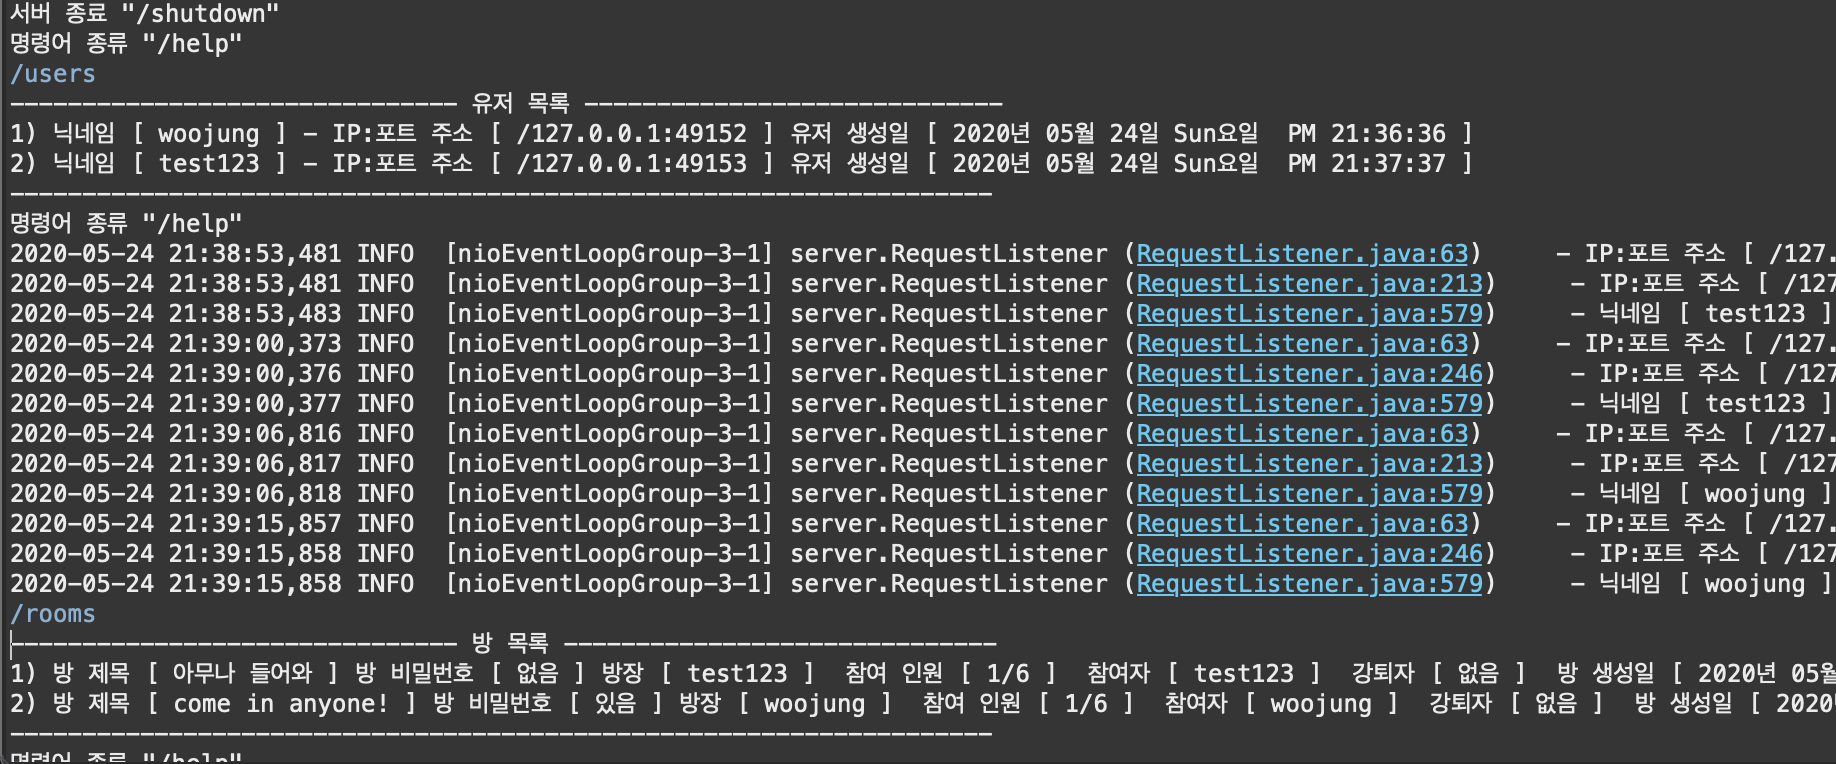 서버 종료 "/shutdown"
명령어 종류 "/help"
/users
------------------------------- 유저 목록 -----------------------------
1) 닉네임 [ woojung ] - IP:포트 주소 [ /127.0.0.1:49152 ] 유저 생성일 [ 2020년 05월 24일 Sun요일  PM 21:36:36 ]
2) 닉네임 [ test123 ] - IP:포트 주소 [ /127.0.0.1:49153 ] 유저 생성일 [ 2020년 05월 24일 Sun요일  PM 21:37:37 ]
--------------------------------------------------------------------
명령어 종류 "/help"
2020-05-24 21:38:53,481 INFO  [nioEventLoopGroup-3-1] server.RequestListener (RequestListener.java:63)     - IP:포트 주소 [ /127.
2020-05-24 21:38:53,481 INFO  [nioEventLoopGroup-3-1] server.RequestListener (RequestListener.java:213)     - IP:포트 주소 [ /127
2020-05-24 21:38:53,483 INFO  [nioEventLoopGroup-3-1] server.RequestListener (RequestListener.java:579)     - 닉네임 [ test123 ]
2020-05-24 21:39:00,373 INFO  [nioEventLoopGroup-3-1] server.RequestListener (RequestListener.java:63)     - IP:포트 주소 [ /127.
2020-05-24 21:39:00,376 INFO  [nioEventLoopGroup-3-1] server.RequestListener (RequestListener.java:246)     - IP:포트 주소 [ /127
2020-05-24 21:39:00,377 INFO  [nioEventLoopGroup-3-1] server.RequestListener (RequestListener.java:579)     - 닉네임 [ test123 ]
2020-05-24 21:39:06,816 INFO  [nioEventLoopGroup-3-1] server.RequestListener (RequestListener.java:63)     - IP:포트 주소 [ /127.
2020-05-24 21:39:06,817 INFO  [nioEventLoopGroup-3-1] server.RequestListener (RequestListener.java:213)     - IP:포트 주소 [ /127
2020-05-24 21:39:06,818 INFO  [nioEventLoopGroup-3-1] server.RequestListener (RequestListener.java:579)     - 닉네임 [ woojung ]
2020-05-24 21:39:15,857 INFO  [nioEventLoopGroup-3-1] server.RequestListener (RequestListener.java:63)     - IP:포트 주소 [ /127.
2020-05-24 21:39:15,858 INFO  [nioEventLoopGroup-3-1] server.RequestListener (RequestListener.java:246)     - IP:포트 주소 [ /127
2020-05-24 21:39:15,858 INFO  [nioEventLoopGroup-3-1] server.RequestListener (RequestListener.java:579)     - 닉네임 [ woojung ]
/rooms
------------------------------- 방 목록 ------------------------------
1) 방 제목 [ 아무나 들어와 ] 방 비밀번호 [ 없음 ] 방장 [ test123 ]  참여 인원 [ 1/6 ]  참여자 [ test123 ]  강퇴자 [ 없음 ]  방 생성일 [ 2020년 05월
2) 방 제목 [ come in anyone! ] 방 비밀번호 [ 있음 ] 방장 [ woojung ]  참여 인원 [ 1/6 ]  참여자 [ woojung ]  강퇴자 [ 없음 ]  방 생성일 [ 2020년
--------------------------------------------------------------------
명령어 종류 "/help"